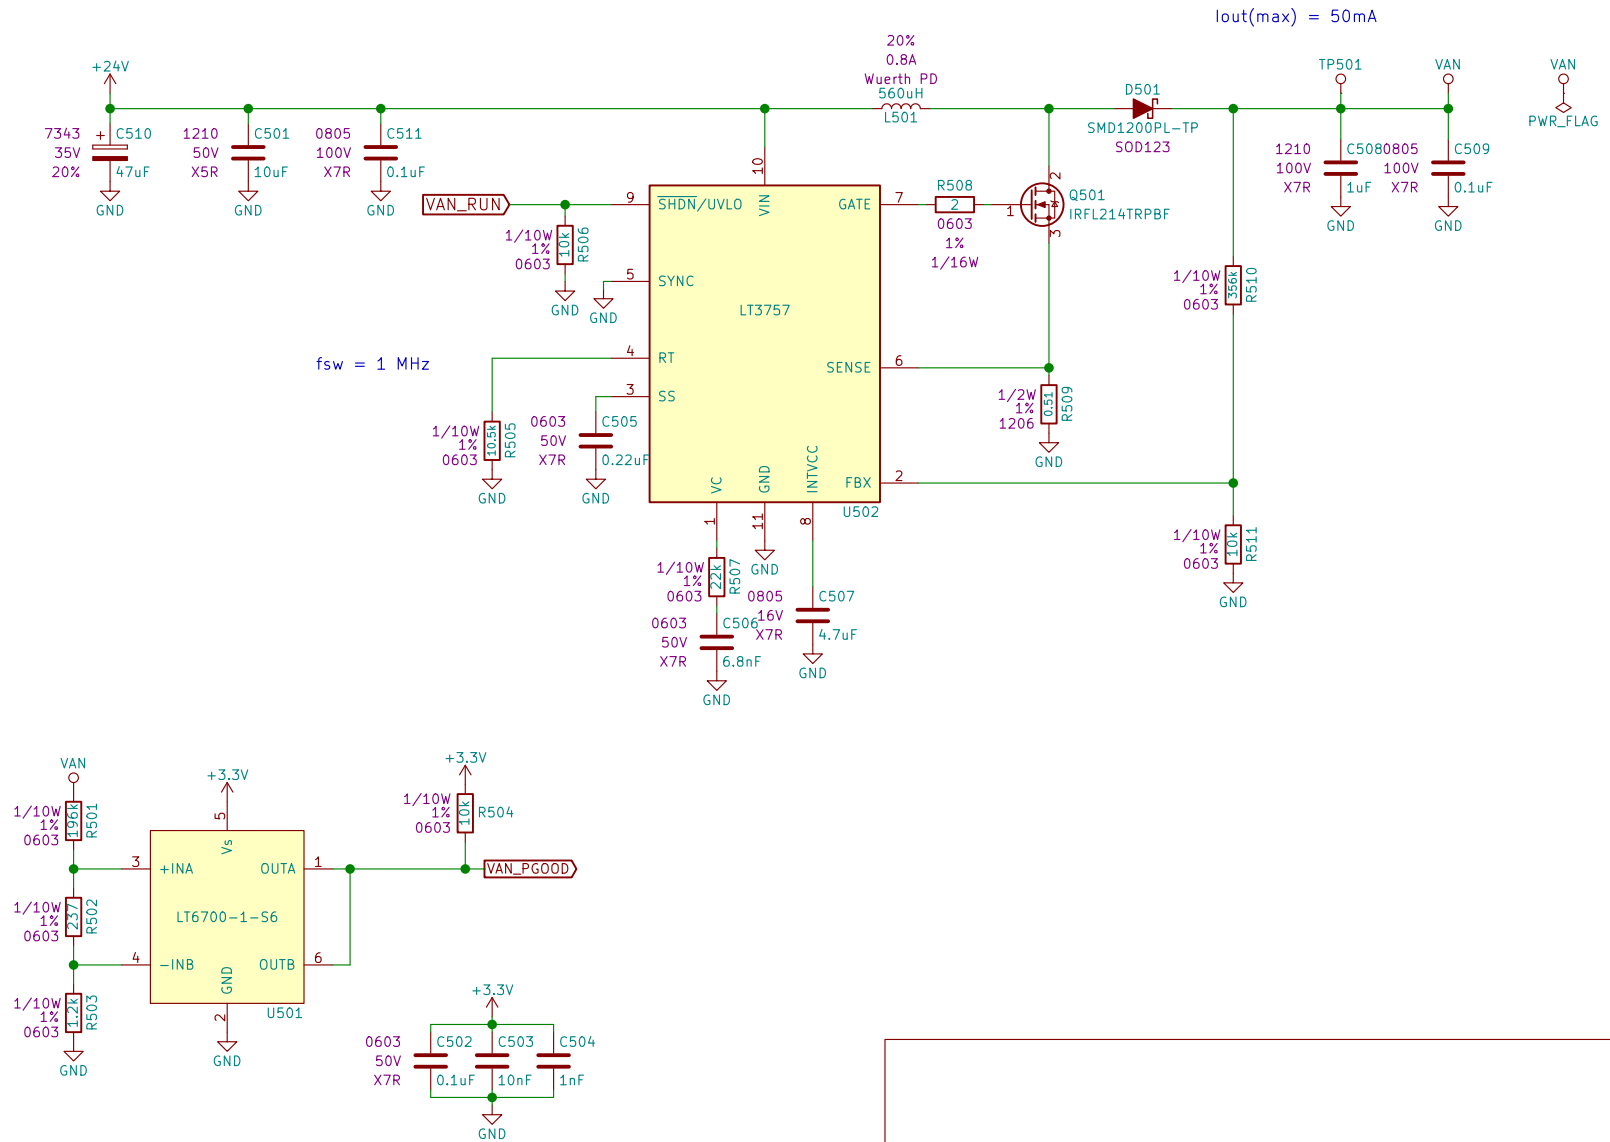 Iout(max) = 50mA
+24V
7343
35V
20%
+
C510
47uF
GND
1210
50V
X5R
C501
10uF
GND
0805
100V
X7R
C511
0.1uF
GND
20%
0.8A
Wuerth PD
560uH
L501
D501
SMD1200PL-TP
SOD123
TP501
VAN
VAN
PWR_FLAG
1210
100V
X7R
C508
1uF
GND
0805
100V
X7R
C509
0.1uF
GND
VAN_RUN
1/10W
1%
0603
10k
R506
GND
GND
9
SHDN/UVLO
10
VIN
5
SYNC
LT3757
4
RT
3
SS
GATE
7
SENSE
6
FBX
2
VC
1
GND
11
INTVCC
8
U502
R508
2
0603
1%
1/16W
1
2
3
Q501
IRFL214TRPBF
fsw = 1 MHz
1/10W
1%
0603
10.5k
R505
GND
0603
50V
X7R
C505
0.22uF
GND
1/2W
1%
1206
0.51
R509
GND
1/10W
1%
0603
356k
R510
1/10W
1%
0603
10k
R511
GND
1/10W
1%
0603
22k
R507
0603
50V
X7R
C506
6.8nF
GND
GND
0805
16V
X7R
C507
4.7uF
GND
VAN
1/10W
1%
0603
196k
R501
1/10W
1%
0603
237
R502
1/10W
1%
0603
1.2k
R503
GND
+3.3V
5
Vs
3
+INA
OUTA
1
LT6700-1-S6
4
-INB
OUTB
6
GND
2
U501
GND
+3.3V
1/10W
1%
0603
10k
R504
VAN_PGOOD
+3.3V
0603
50V
X7R
C502
0.1uF
C503
10nF
C504
1nF
GND